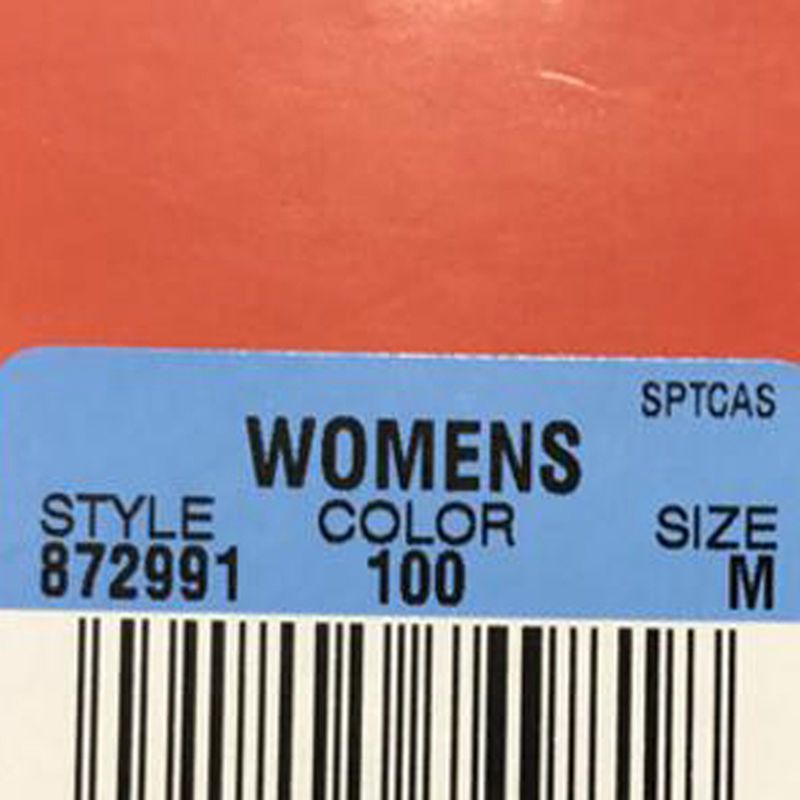 SPTCAS
WOMENS
STYLE COLOR SIZE
872991 100 M